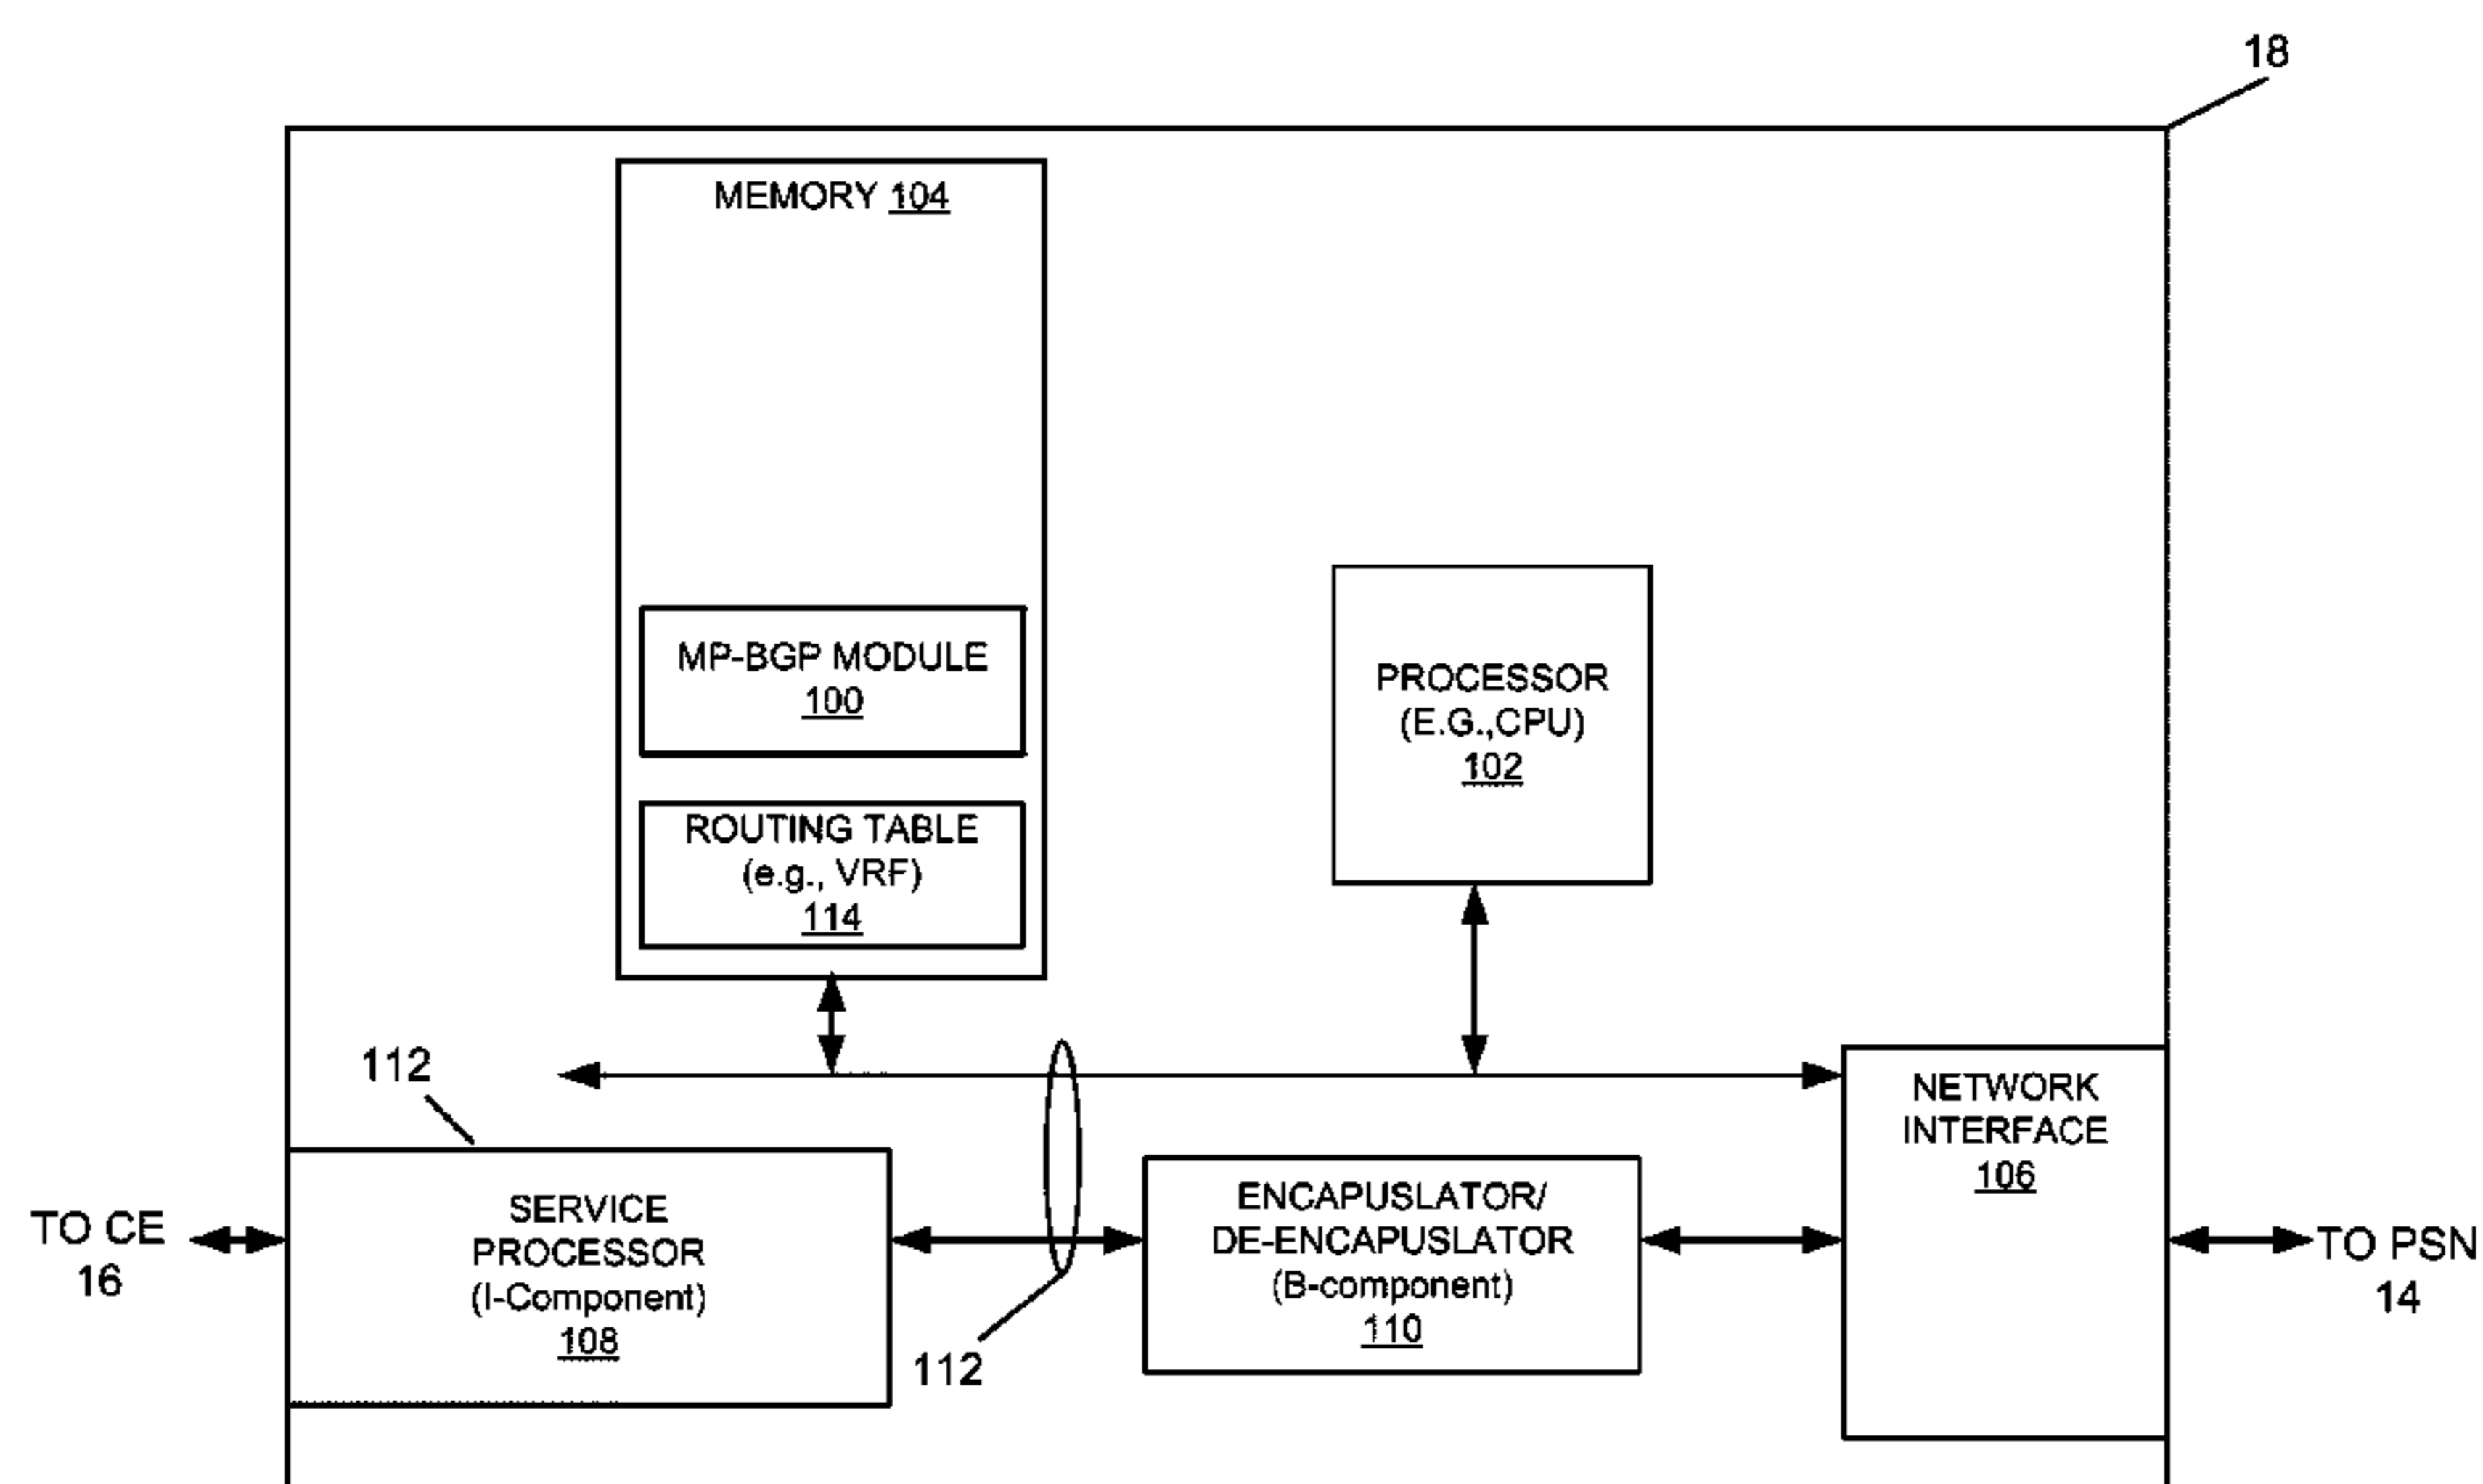 18
MEMORY 104
MP-BGP MODULE
100
ROUTING TABLE
(e.g., VRF)
114
PROCESSOR
(E.G.,CPU)
102
112
NETWORK
INTERFACE
106
TO CE
16
SERVICE
PROCESSOR
(I-Component)
108
112
ENCAPUSLATOR/
DE-ENCAPUSLATOR
(B-component)
110
TO PSN
14